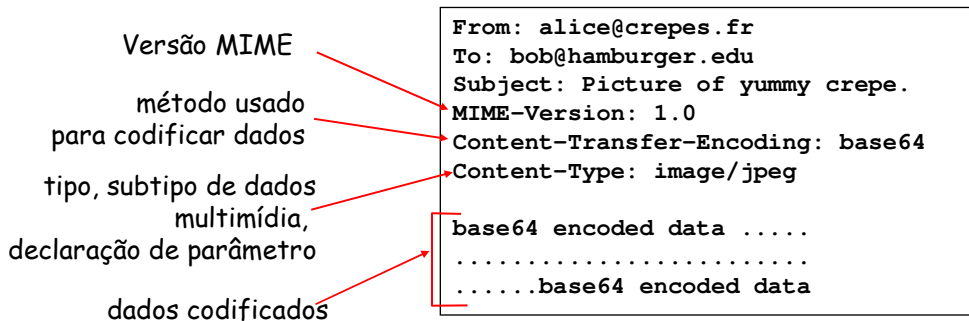 Versão MIME
método usado
para codificar dados
tipo, subtipo de dados
multimídia,
declaração de parâmetro
dados codificados
From: alice@crepes.fr
To: bob@hamburger.edu
Subject: Picture of yummy crepe.
MIME-Version: 1.0
Content-Transfer-Encoding: base64
Content-Type: image/jpeg
base64 encoded data .....
.........................
......base64 encoded data